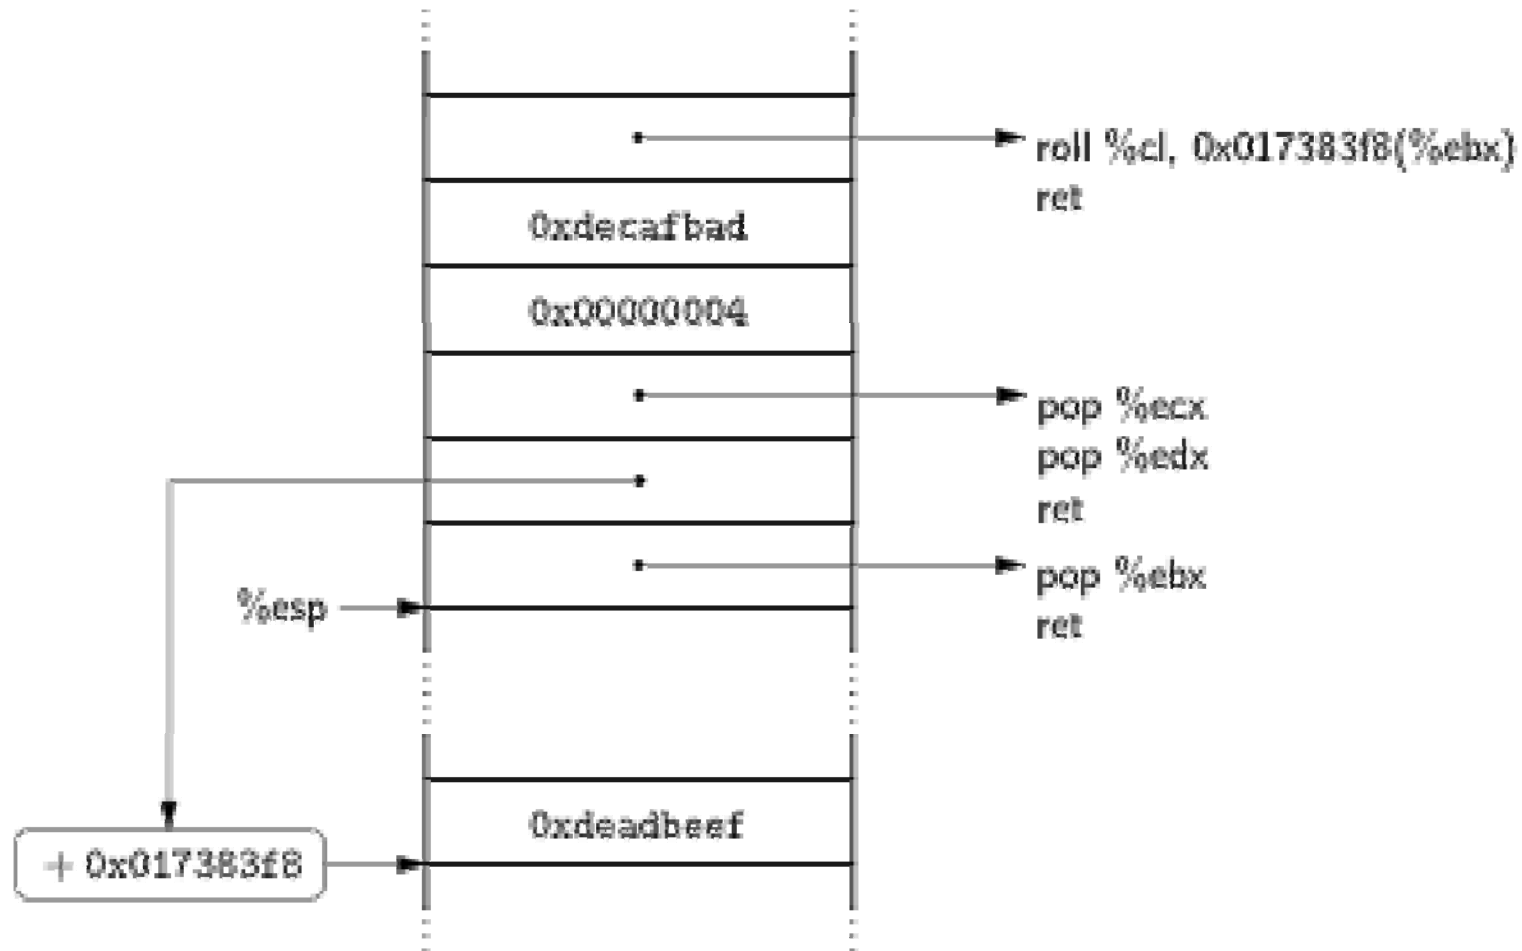 roll %cl, 0x017383f8(%ebx)
ret
0xdecafbad
0x00000004
pop %ecx
pop %edx
ret
pop %ebx
ret
%esp
0xdeadbeef
+ 0x017383f8